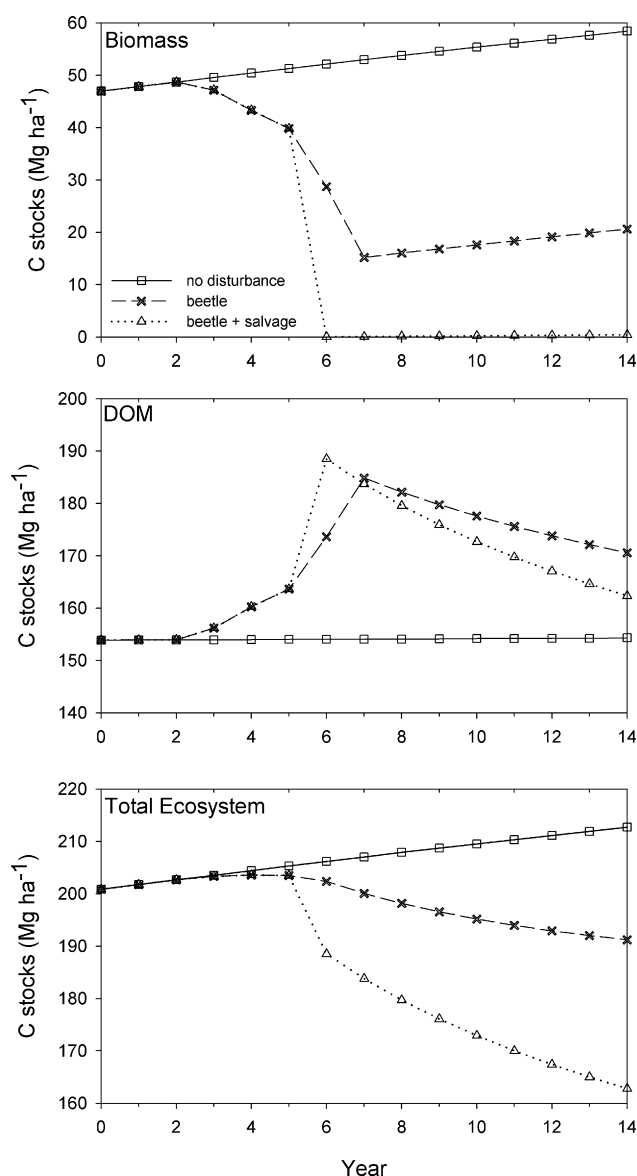 60
Biomass
50
40
30
20
10
0
C stocks (Mg ha⁻¹)
no disturbance
beetle
beetle + salvage
0 2 4 6 8 10 12 14
200
DOM
190
180
170
160
150
140
C stocks (Mg ha⁻¹)
0 2 4 6 8 10 12 14
220
Total Ecosystem
210
200
190
180
170
160
C stocks (Mg ha⁻¹)
0 2 4 6 8 10 12 14
Year